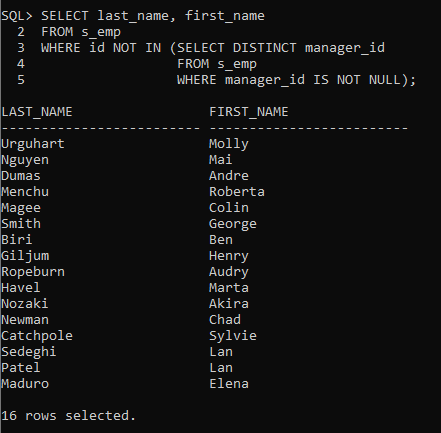 SQL> SELECT last_name, first_name
  2  FROM s_emp
  3  WHERE id NOT IN (SELECT DISTINCT manager_id
  4                   FROM s_emp
  5                   WHERE manager_id IS NOT NULL);
LAST_NAME                 FIRST_NAME
------------------------- -------------------------
Urguhart                  Molly
Nguyen                    Mai
Dumas                     Andre
Menchu                    Roberta
Magee                     Colin
Smith                     George
Biri                      Ben
Giljum                    Henry
Ropeburn                  Audry
Havel                     Marta
Nozaki                    Akira
Newman                    Chad
Catchpole                 Sylvie
Sedeghi                   Lan
Patel                     Lan
Maduro                    Elena
16 rows selected.